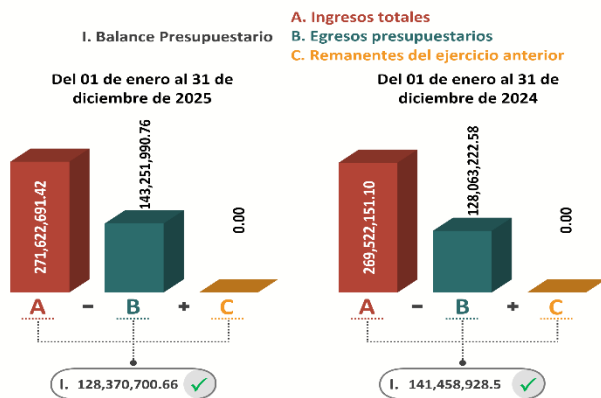 A. Ingresos totales
I. Balance Presupuestario
B. Egresos presupuestarios
C. Remanentes del ejercicio anterior
Del 01 de enero al 31 de
diciembre de 2025
271,622,691.42
143,251,990.76
0.00
A – B + C
I. 128,370,700.66
Del 01 de enero al 31 de
diciembre de 2024
269,522,151.10
128,063,222.58
0.00
A – B + C
I. 141,458,928.5